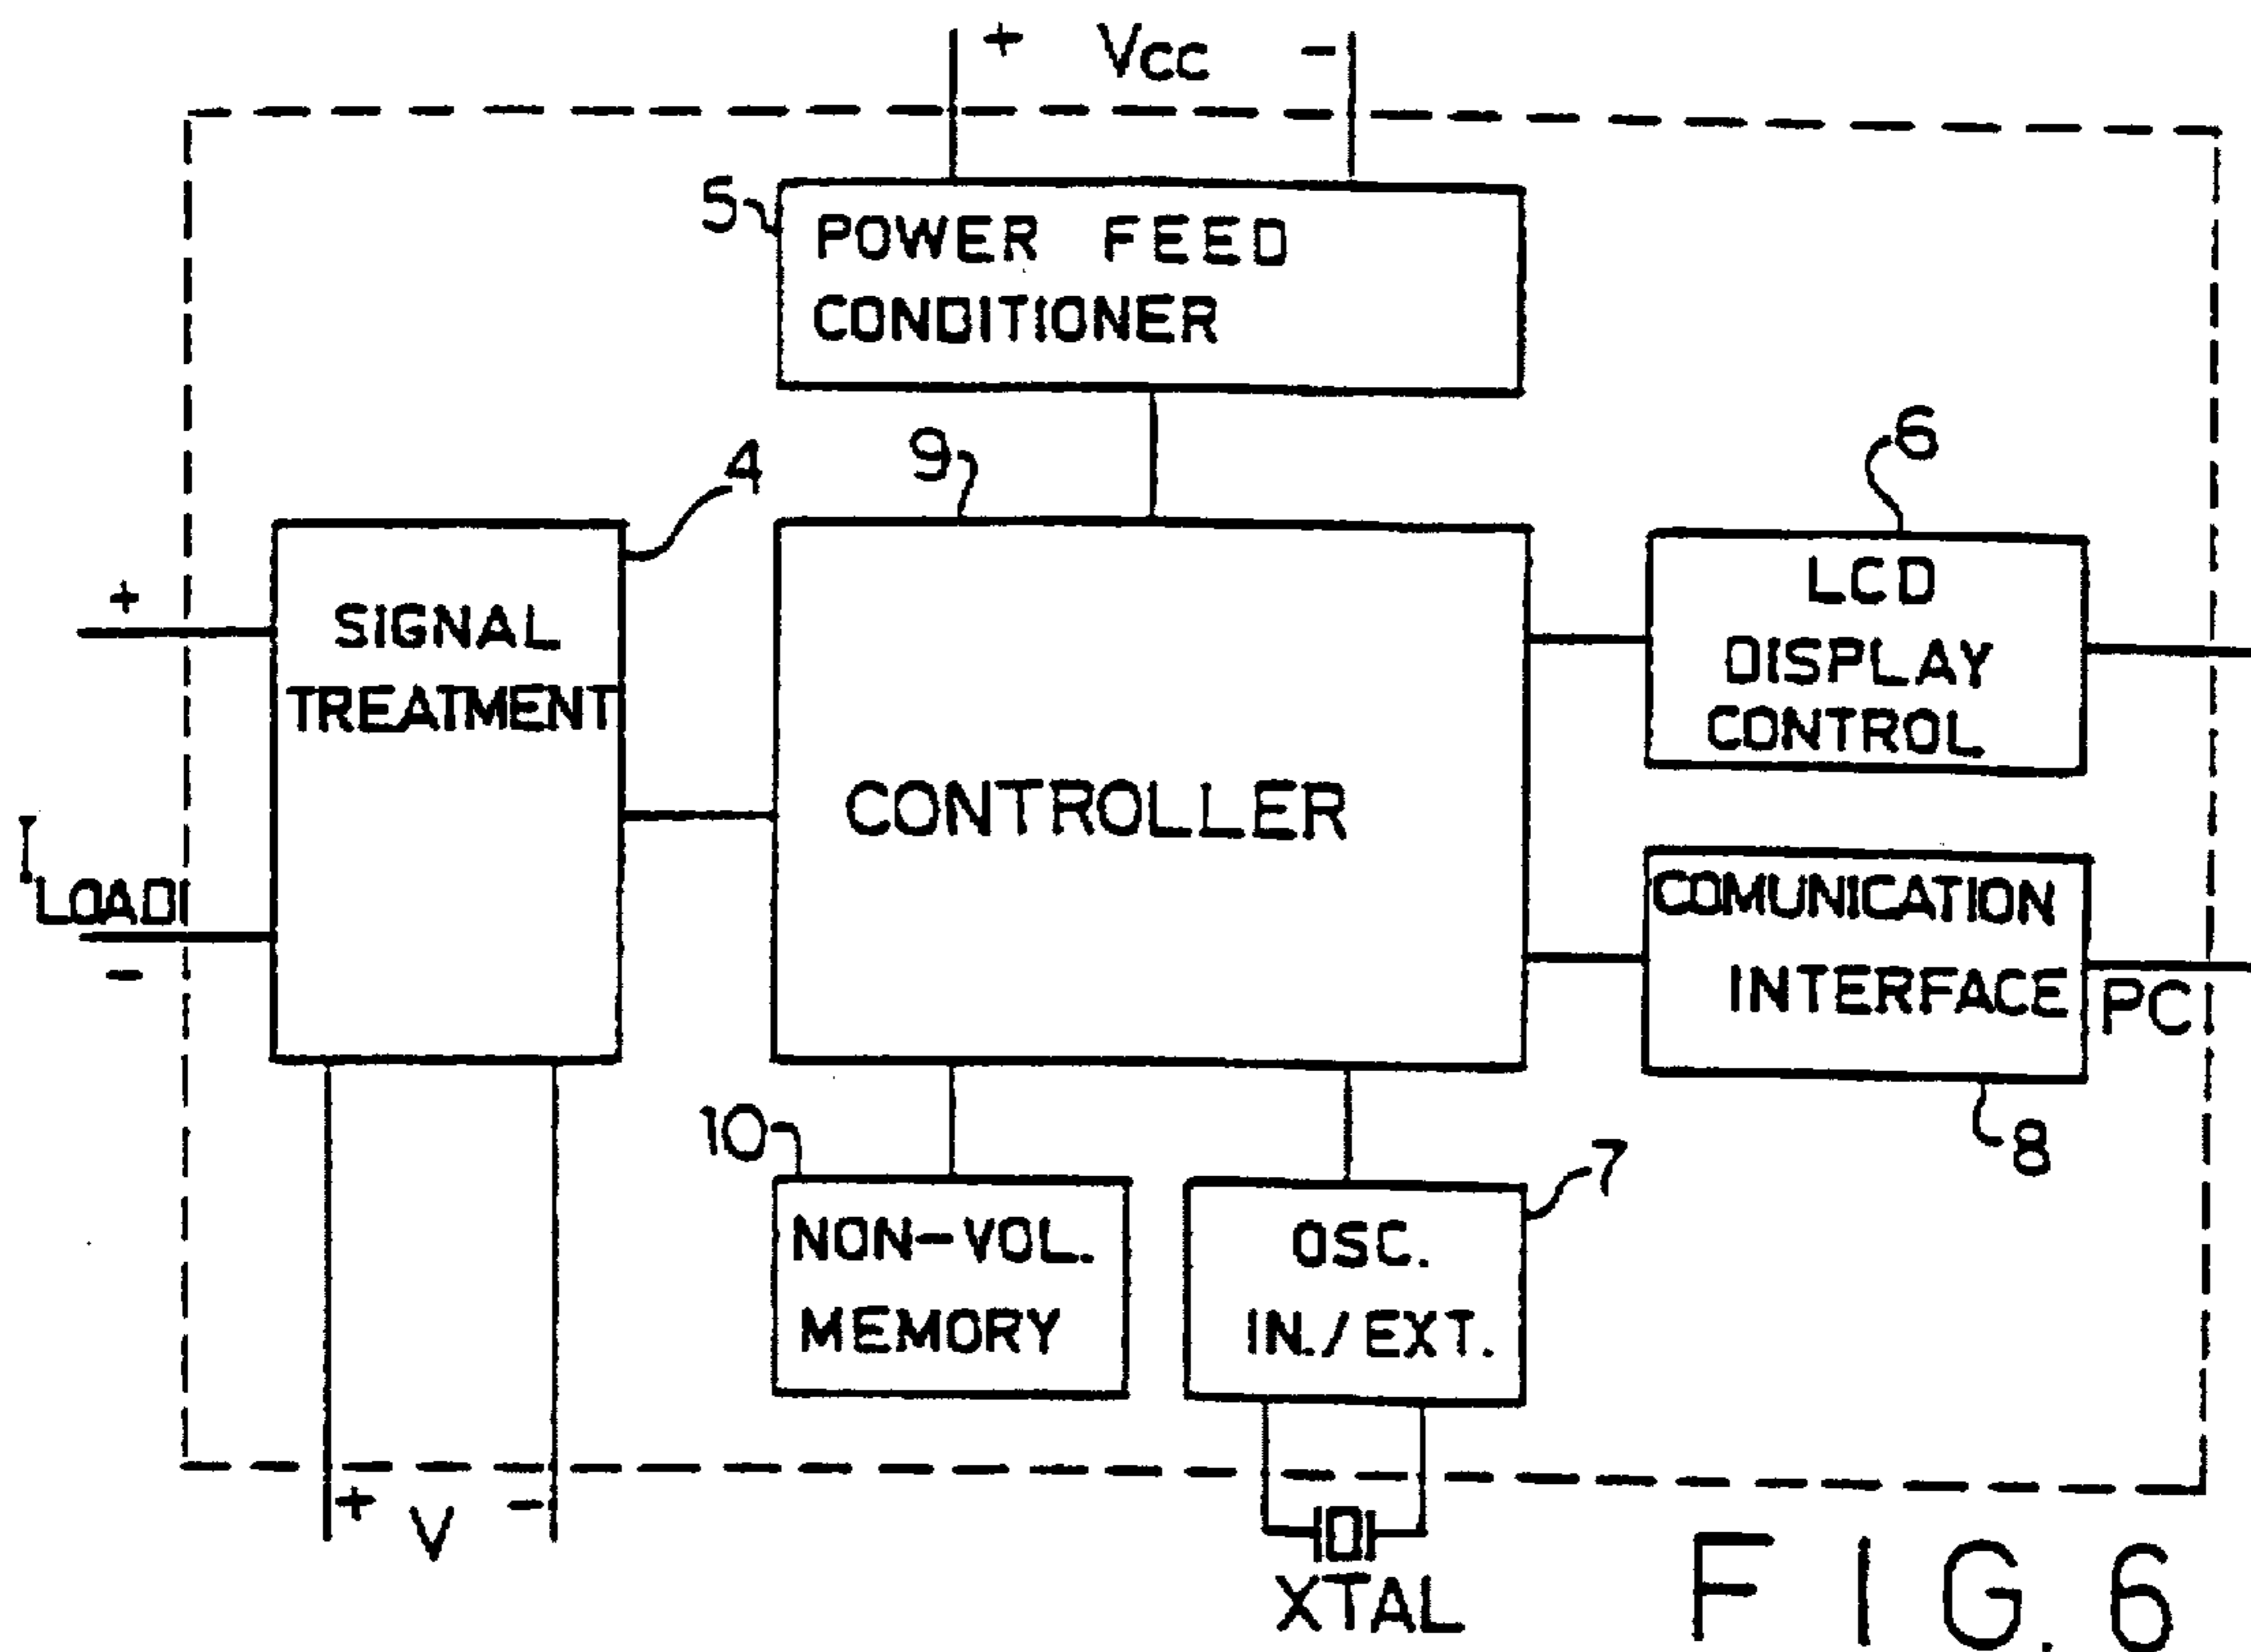 + Vcc -
5
POWER FEED
CONDITIONER
9
6
4
+
SIGNAL
TREATMENT
LCD
DISPLAY
CONTROL
CONTROLLER
I LOAD
-
COMUNICATION
INTERFACE
PC
10
7
8
NON-VOL.
MEMORY
OSC.
IN./EXT.
+ V -
XTAL
FIG.6